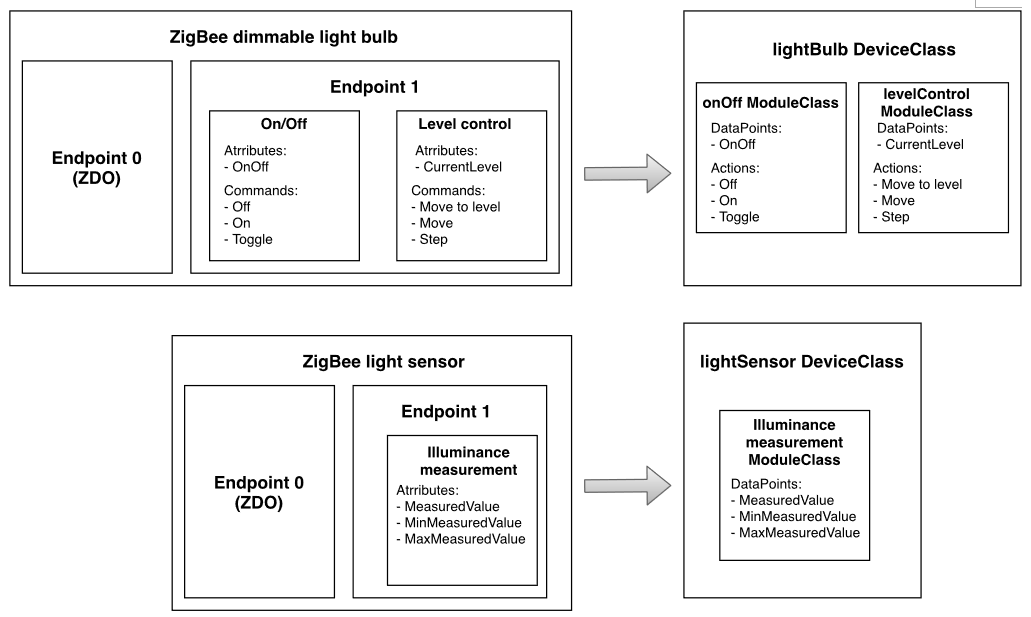 ZigBee dimmable light bulb
Endpoint 0
(ZDO)
Endpoint 1
On/Off
Atrributes:
- OnOff
Commands:
- Off
- On
- Toggle
Level control
Atrributes:
- CurrentLevel
Commands:
- Move to level
- Move
- Step
lightBulb DeviceClass
onOff ModuleClass
DataPoints:
- OnOff
Actions:
- Off
- On
- Toggle
levelControl
ModuleClass
DataPoints:
- CurrentLevel
Actions:
- Move to level
- Move
- Step
ZigBee light sensor
Endpoint 0
(ZDO)
Endpoint 1
Illuminance
measurement
Atrributes:
- MeasuredValue
- MinMeasuredValue
- MaxMeasuredValue
lightSensor DeviceClass
Illuminance
measurement
ModuleClass
DataPoints:
- MeasuredValue
- MinMeasuredValue
- MaxMeasuredValue